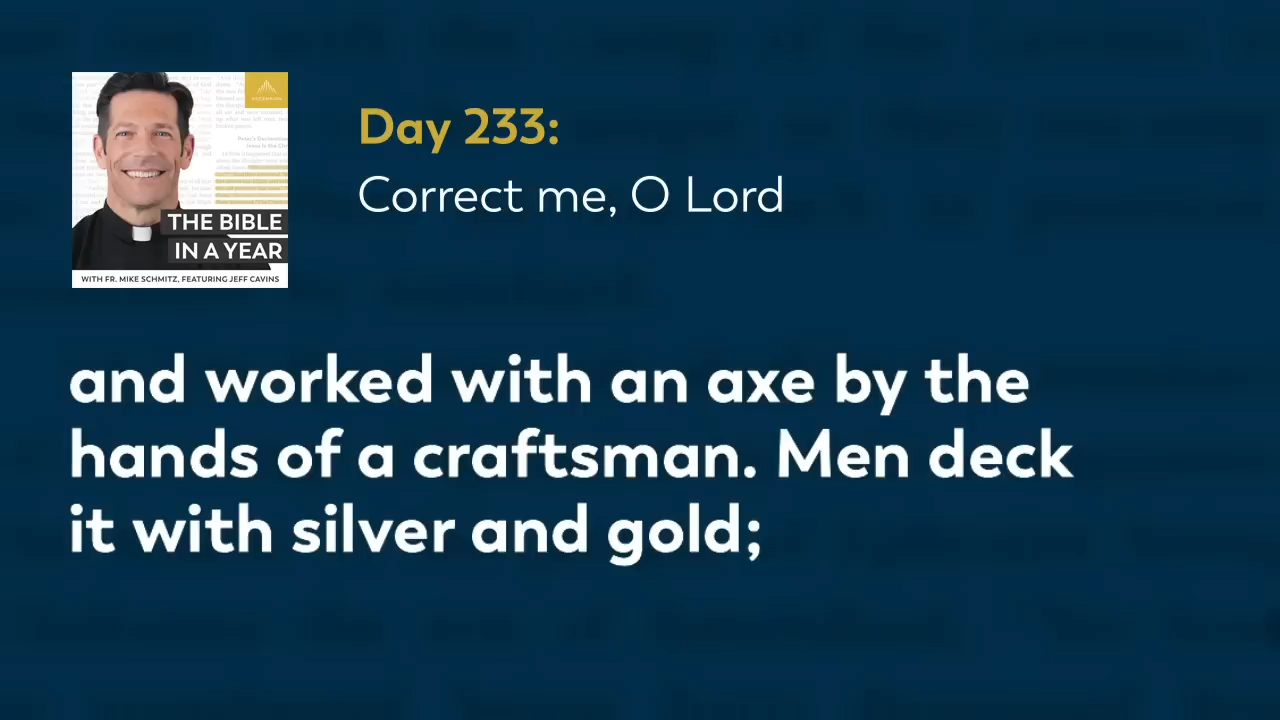 Day 233:
Correct me, O Lord
THE BIBLE
IN A YEAR
WITH FR. MIKE SCHMITZ, FEATURING JEFF CAVINS
and worked with an axe by the
hands of a craftsman. Men deck
it with silver and gold;